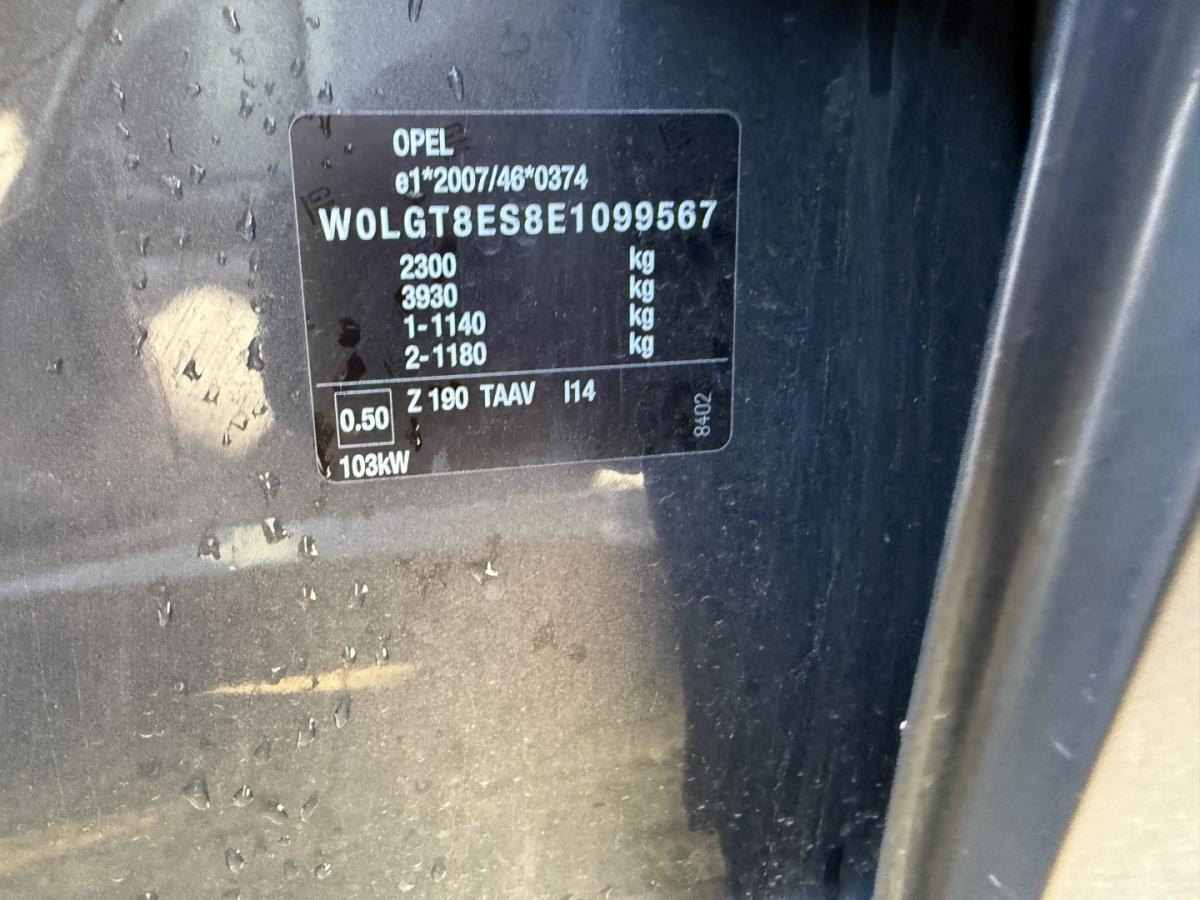 OPEL
e1*2007/46*0374
W0LGT8ES8E1099567
2300 kg
3930 kg
1-1140 kg
2-1180 kg
0.50 Z 190 TAAV I14
8402
103kW